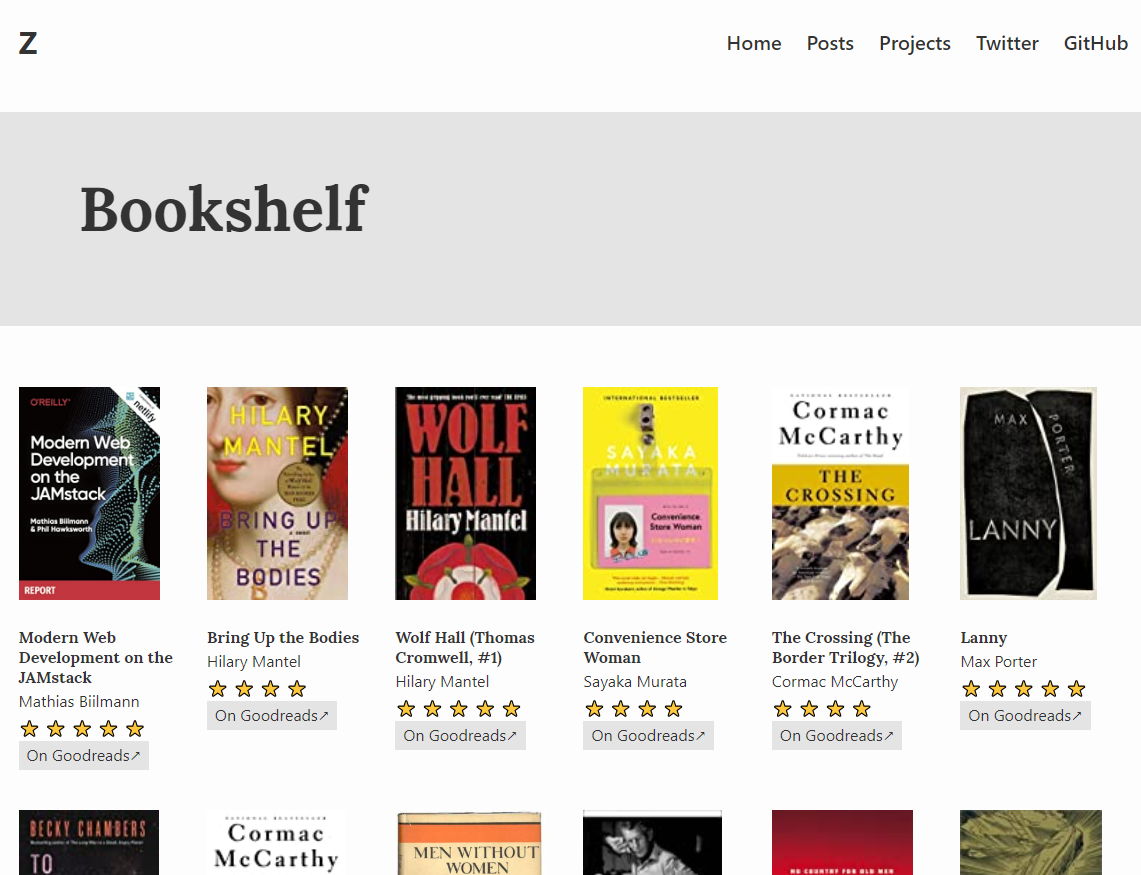 Z
Home Posts Projects Twitter GitHub
Bookshelf
O'REILLY
netlify
Modern Web
Development
on the
JAMstack
Mathias Biilmann
& Phil Hawksworth
REPORT
HILARY
MANTEL
BRING UP
THE
BODIES
WOLF
HALL
Hilary Mantel
INTERNATIONAL BESTSELLER
SAYAKA
MURATA
Convenience
Store Woman
NATIONAL BESTSELLER
Cormac
McCarthy
THE
CROSSING
MAX
PORTER
LANNY
Modern Web
Development on the
JAMstack
Mathias Biilmann
On Goodreads↗
Bring Up the Bodies
Hilary Mantel
On Goodreads↗
Wolf Hall (Thomas
Cromwell, #1)
Hilary Mantel
On Goodreads↗
Convenience Store
Woman
Sayaka Murata
On Goodreads↗
The Crossing (The
Border Trilogy, #2)
Cormac McCarthy
On Goodreads↗
Lanny
Max Porter
On Goodreads↗
BECKY CHAMBERS
TO
NATIONAL BESTSELLER
Cormac
McCarthy
MEN WITHOUT
WOMEN
NO COUNTRY FOR OLD MEN